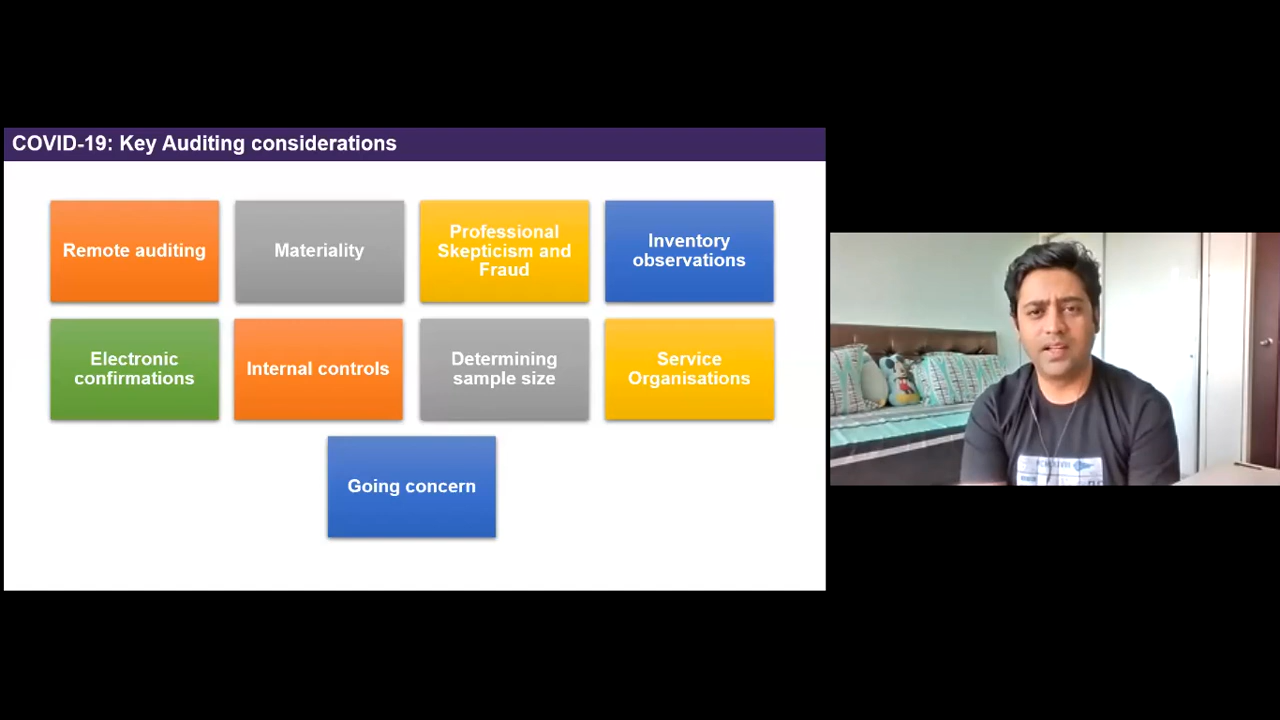 COVID-19: Key Auditing considerations
Remote auditing
Materiality
Professional
Skepticism and
Fraud
Inventory
observations
Electronic
confirmations
Internal controls
Determining
sample size
Service
Organisations
Going concern